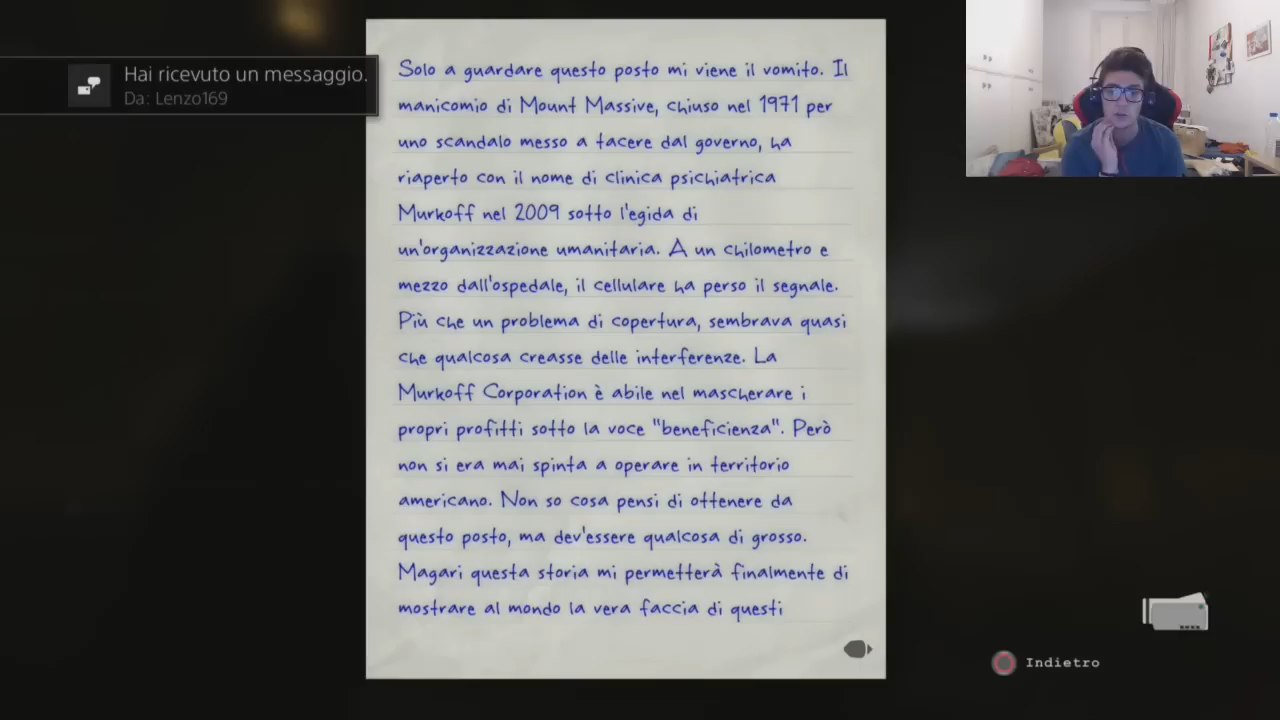 Hai ricevuto un messaggio.
Da: Lenzo169
Solo a guardare questo posto mi viene il vomito. Il
manicomio di Mount Massive, chiuso nel 1971 per
uno scandalo messo a tacere dal governo, ha
riaperto con il nome di clinica psichiatrica
Murkoff nel 2009 sotto l'egida di
un'organizzazione umanitaria. A un chilometro e
mezzo dall'ospedale, il cellulare ha perso il segnale.
Più che un problema di copertura, sembrava quasi
che qualcosa creasse delle interferenze. La
Murkoff Corporation è abile nel mascherare i
propri profitti sotto la voce "beneficienza". Però
non si era mai spinta a operare in territorio
americano. Non so cosa pensi di ottenere da
questo posto, ma dev'essere qualcosa di grosso.
Magari questa storia mi permetterà finalmente di
mostrare al mondo la vera faccia di questi
Indietro